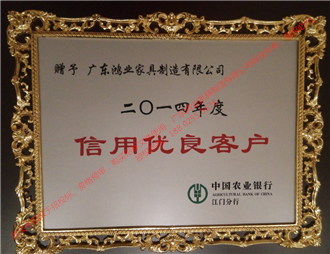 赠予 广东鸿业家具制造有限公司
二〇一四年度
信用优良客户
中国农业银行
AGRICULTURAL BANK OF CHINA
江门分行